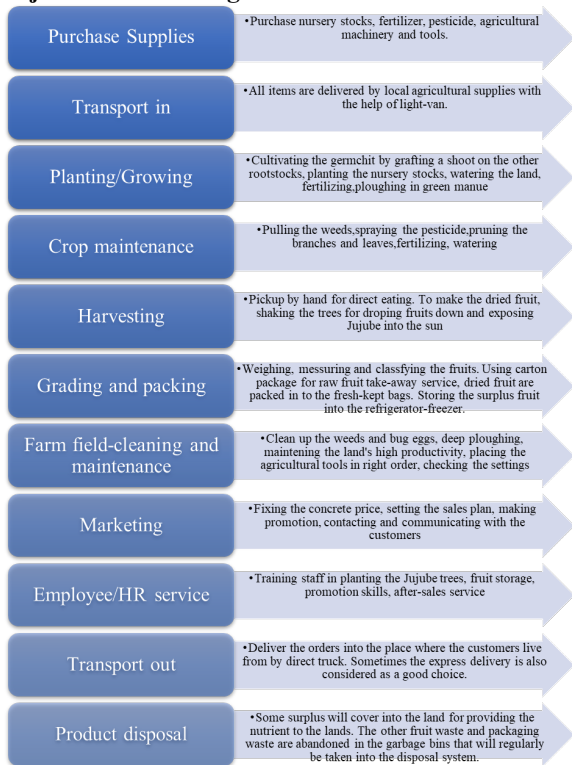 Purchase Supplies
•Purchase nursery stocks, fertilizer, pesticide, agricultural
machinery and tools.
Transport in
•All items are delivered by local agricultural supplies with
the help of light-van.
Planting/Growing
•Cultivating the germchit by grafting a shoot on the other
rootstocks, planting the nursery stocks, watering the land,
fertilizing,ploughing in green manue
Crop maintenance
•Pulling the weeds,spraying the pesticide,pruning the
branches and leaves,fertilizing, watering
Harvesting
•Pickup by hand for direct eating. To make the dried fruit,
shaking the trees for droping fruits down and exposing
Jujube into the sun
Grading and packing
•Weighing, messuring and classfying the fruits. Using carton
package for raw fruit take-away service, dried fruit are
packed in to the fresh-kept bags. Storing the surplus fruit
into the refrigerator-freezer.
Farm field-cleaning and
maintenance
•Clean up the weeds and bug eggs, deep ploughing,
maintening the land's high productivity, placing the
agricultural tools in right order, checking the settings
Marketing
•Fixing the concrete price, setting the sales plan, making
promotion, contacting and communicating with the
customers
Employee/HR service
•Training staff in planting the Jujube trees, fruit storage,
promotion skills, after-sales service
Transport out
•Deliver the orders into the place where the customers live
from by direct truck. Sometimes the express delivery is also
considered as a good choice.
Product disposal
•Some surplus will cover into the land for providing the
nutrient to the lands. The other fruit waste and packaging
waste are abandoned in the garbage bins that will regularly
be taken into the disposal system.